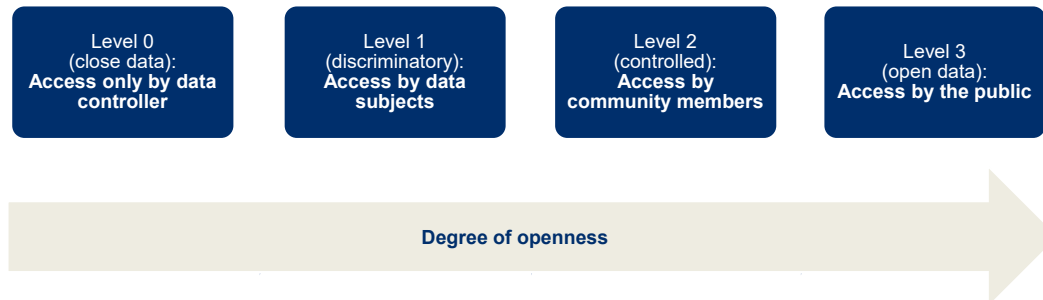 Level 0
(close data):
Access only by data
controller
Level 1
(discriminatory):
Access by data
subjects
Level 2
(controlled):
Access by
community members
Level 3
(open data):
Access by the public
Degree of openness